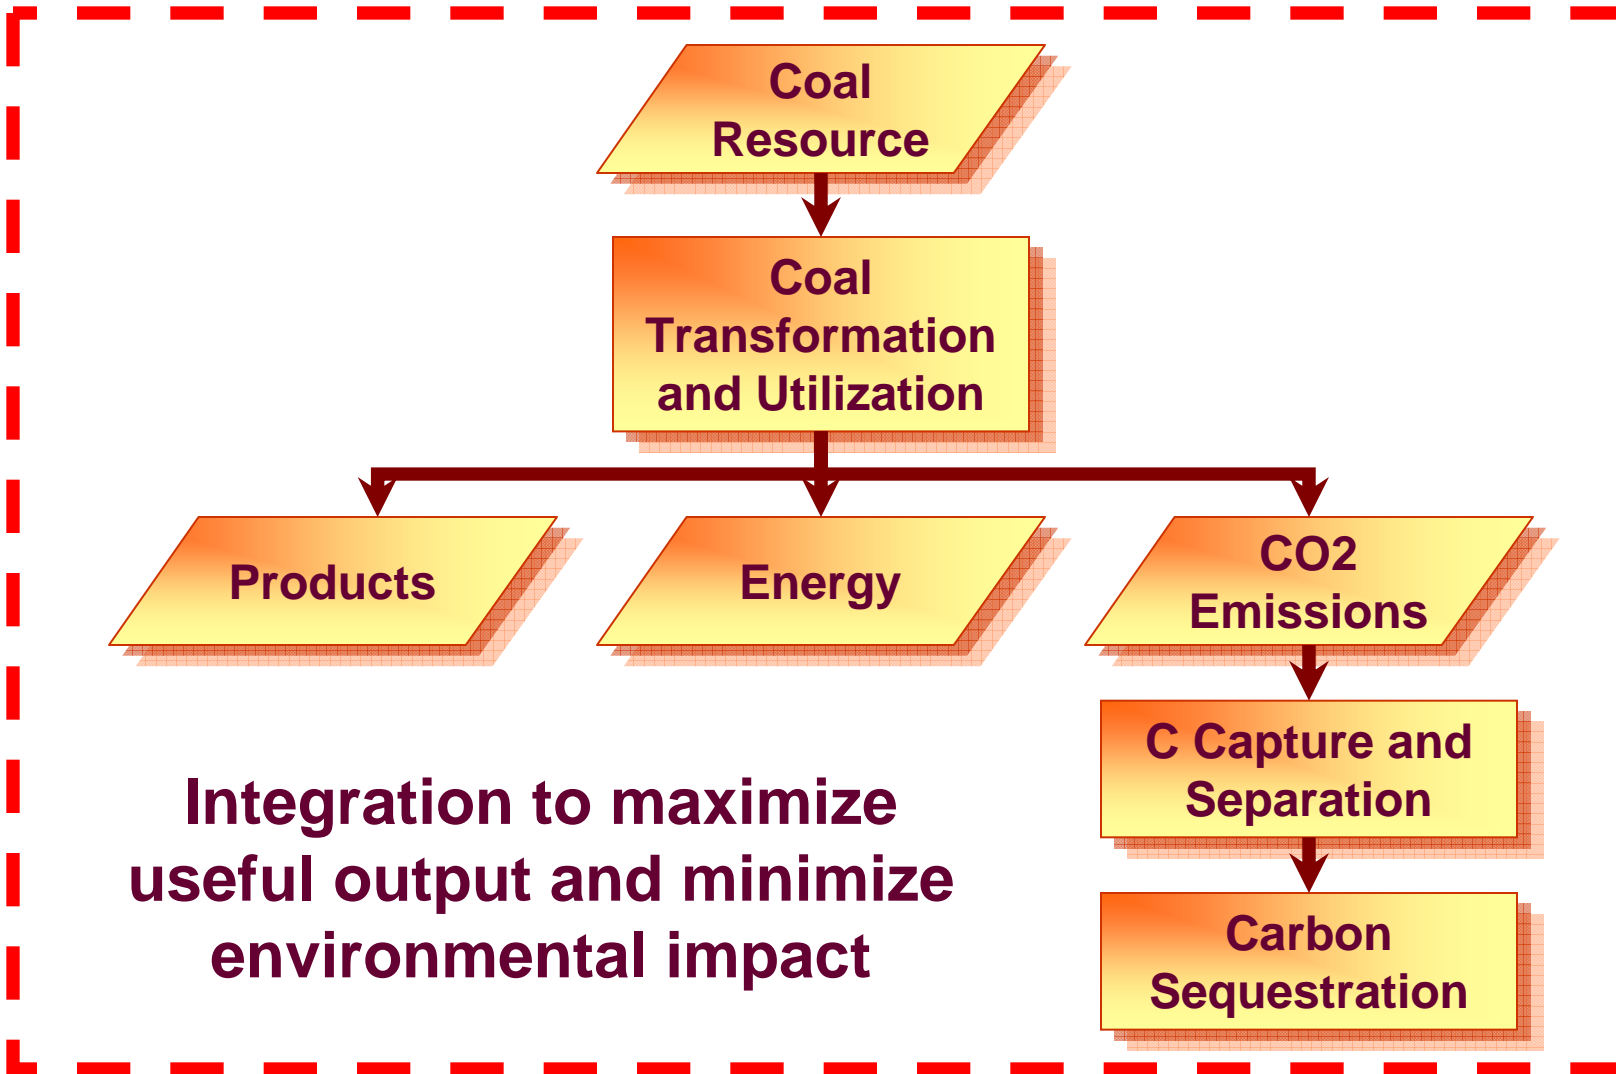 Coal
Resource
Coal
Transformation
and Utilization
Products
Energy
CO2
Emissions
C Capture and
Separation
Carbon
Sequestration
Integration to maximize
useful output and minimize
environmental impact